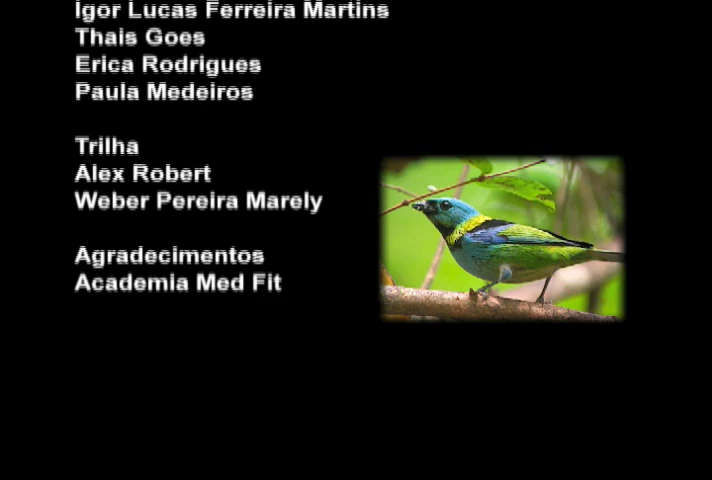 Igor Lucas Ferreira Martins
Thais Goes
Erica Rodrigues
Paula Medeiros
Trilha
Alex Robert
Weber Pereira Marely
Agradecimentos
Academia Med Fit